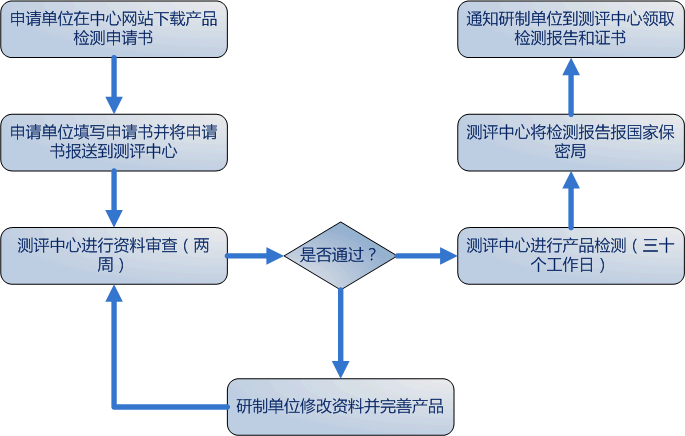 申请单位在中心网站下载产品
检测申请书
申请单位填写申请书并将申请
书报送到测评中心
测评中心进行资料审查（两
周）
是否通过？
研制单位修改资料并完善产品
测评中心进行产品检测（三十
个工作日）
测评中心将检测报告报国家保
密局
通知研制单位到测评中心领取
检测报告和证书